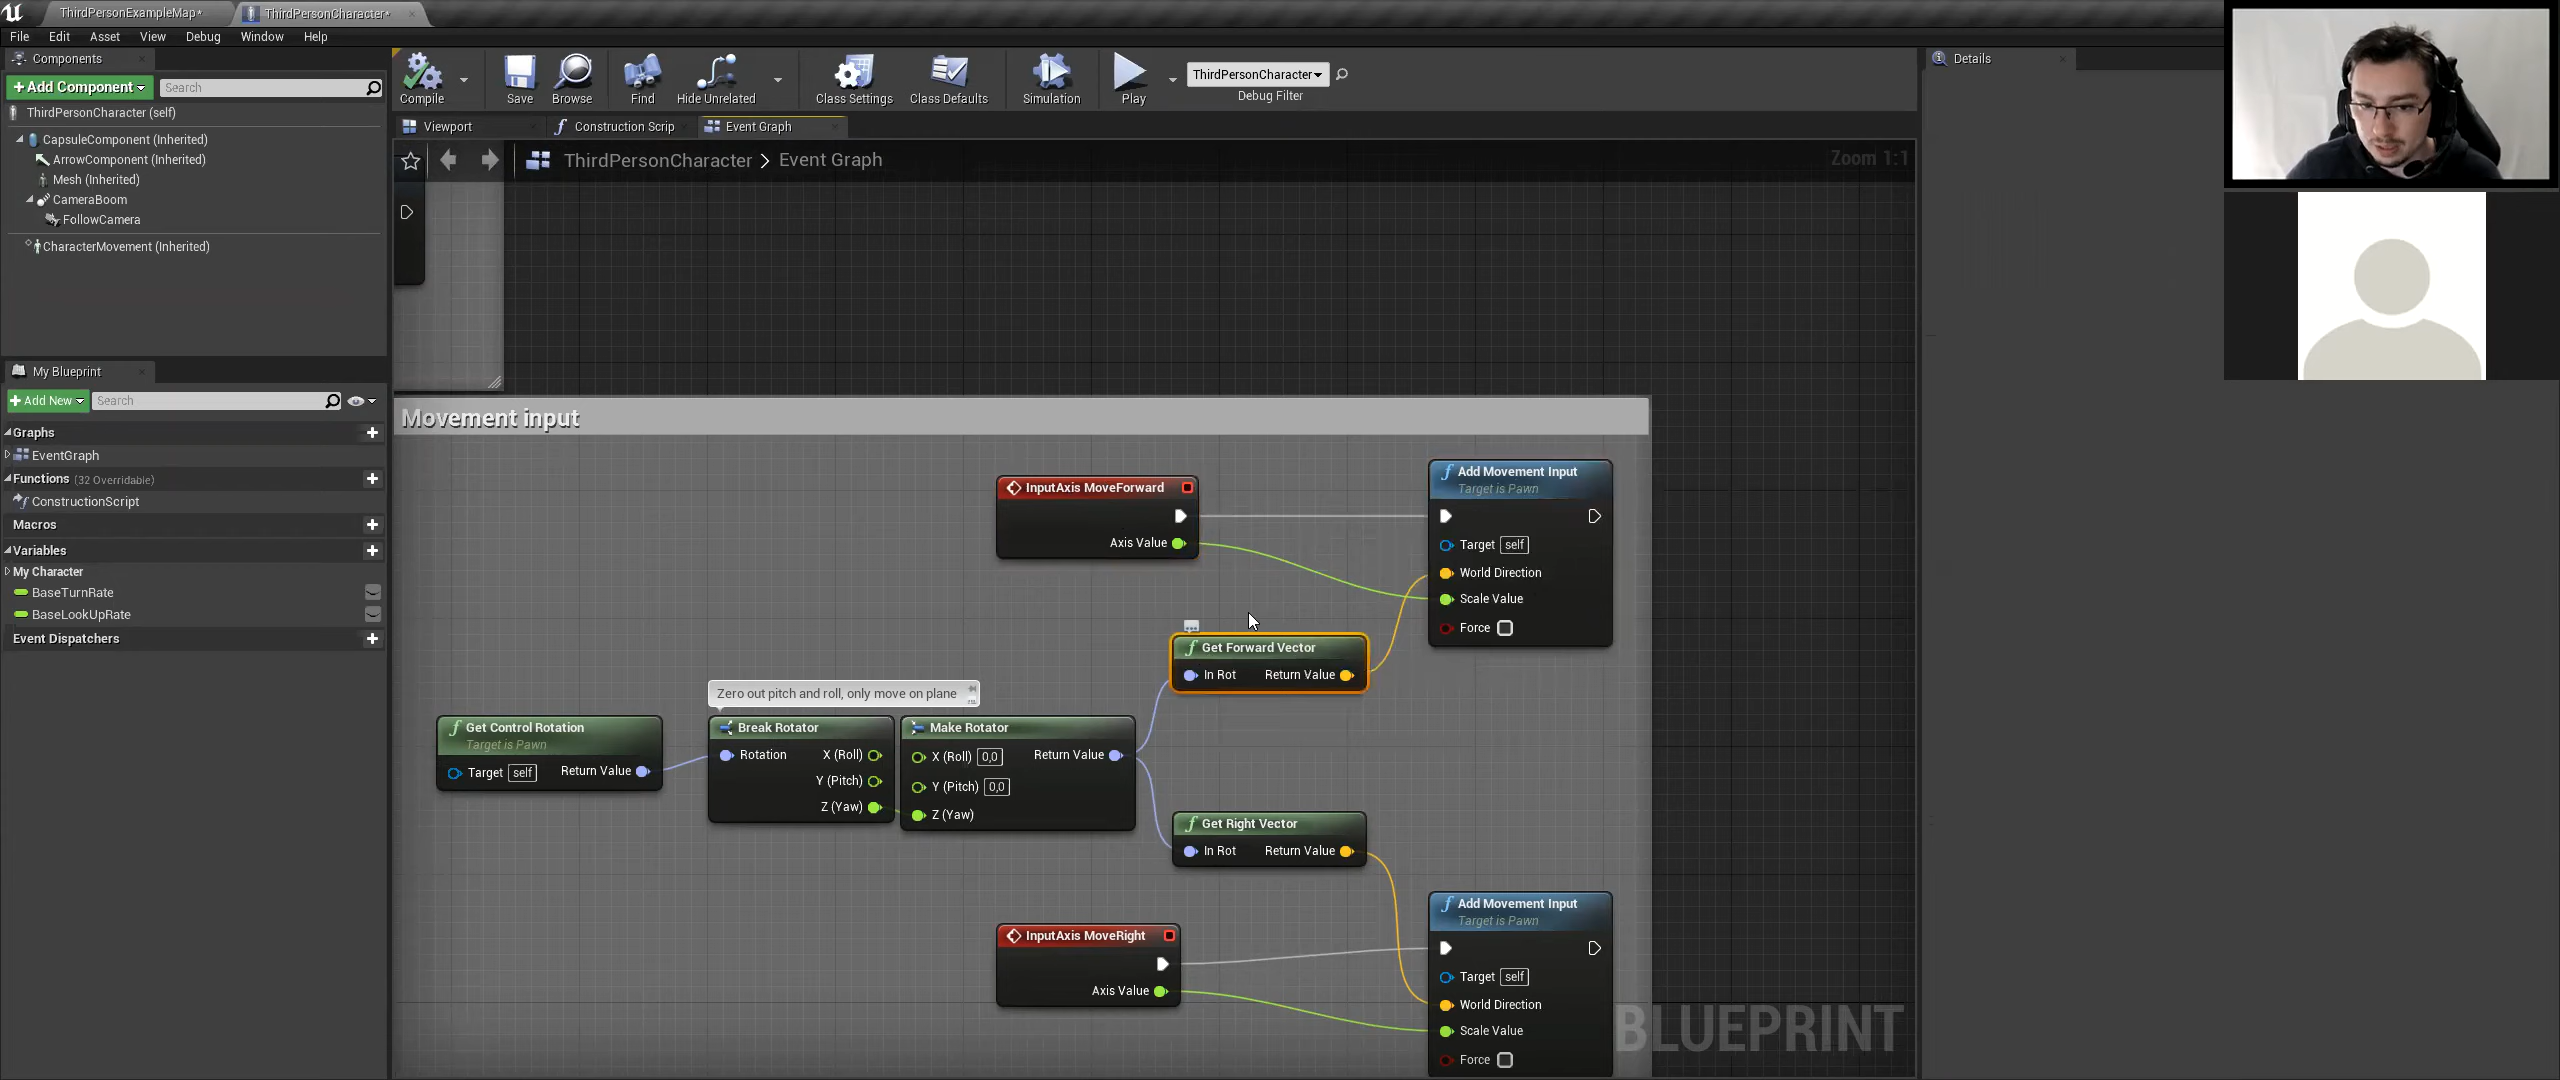 ThirdPersonExampleMap*
ThirdPersonCharacter*
File Edit Asset View Debug Window Help
Components
+ Add Component
Search
ThirdPersonCharacter (self)
CapsuleComponent (Inherited)
ArrowComponent (Inherited)
Mesh (Inherited)
CameraBoom
FollowCamera
CharacterMovement (Inherited)
My Blueprint
+ Add New
Search
Graphs
EventGraph
Functions (32 Overridable)
ConstructionScript
Macros
Variables
My Character
BaseTurnRate
BaseLookUpRate
Event Dispatchers
Compile
Save
Browse
Find
Hide Unrelated
Class Settings
Class Defaults
Simulation
Play
ThirdPersonCharacter
Debug Filter
Viewport
Construction Scrip
Event Graph
ThirdPersonCharacter > Event Graph
Zoom 1:1
Movement input
InputAxis MoveForward
Axis Value
Add Movement Input
Target is Pawn
Target self
World Direction
Scale Value
Force
Get Forward Vector
In Rot Return Value
Zero out pitch and roll, only move on plane
Get Control Rotation
Target is Pawn
Target self Return Value
Break Rotator
Rotation X (Roll)
Y (Pitch)
Z (Yaw)
Make Rotator
X (Roll) 0,0 Return Value
Y (Pitch) 0,0
Z (Yaw)
Get Right Vector
In Rot Return Value
InputAxis MoveRight
Axis Value
Add Movement Input
Target is Pawn
Target self
World Direction
Scale Value
Force
BLUEPRINT
Details